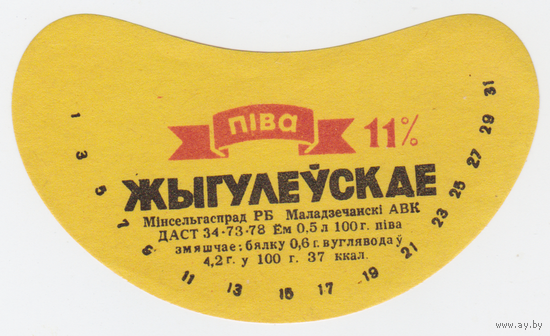 піва
11%
ЖЫГУЛЕЎСКАЕ
Мінсельгаспрад РБ Маладзечанскі АВК
ДАСТ 34-73-78 Ём 0.5 л 100 г. піва
змяшчае: бялку 0,6 г. вуглявода ў
4,2 г. у 100 г. 37 ккал.
1 3 5 7 9 11 13 15 17 19 21 23 25 27 29 31
www.ay.by